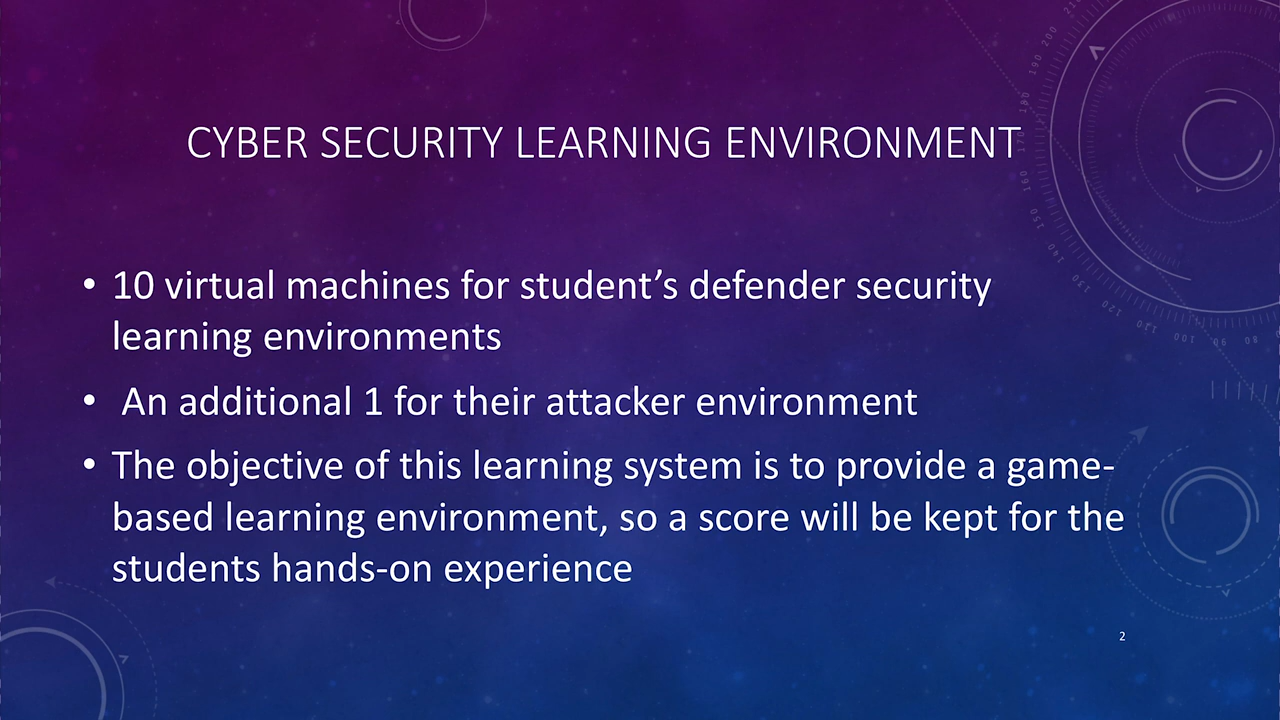 CYBER SECURITY LEARNING ENVIRONMENT
• 10 virtual machines for student’s defender security
learning environments
• An additional 1 for their attacker environment
• The objective of this learning system is to provide a game-
based learning environment, so a score will be kept for the
students hands-on experience
2